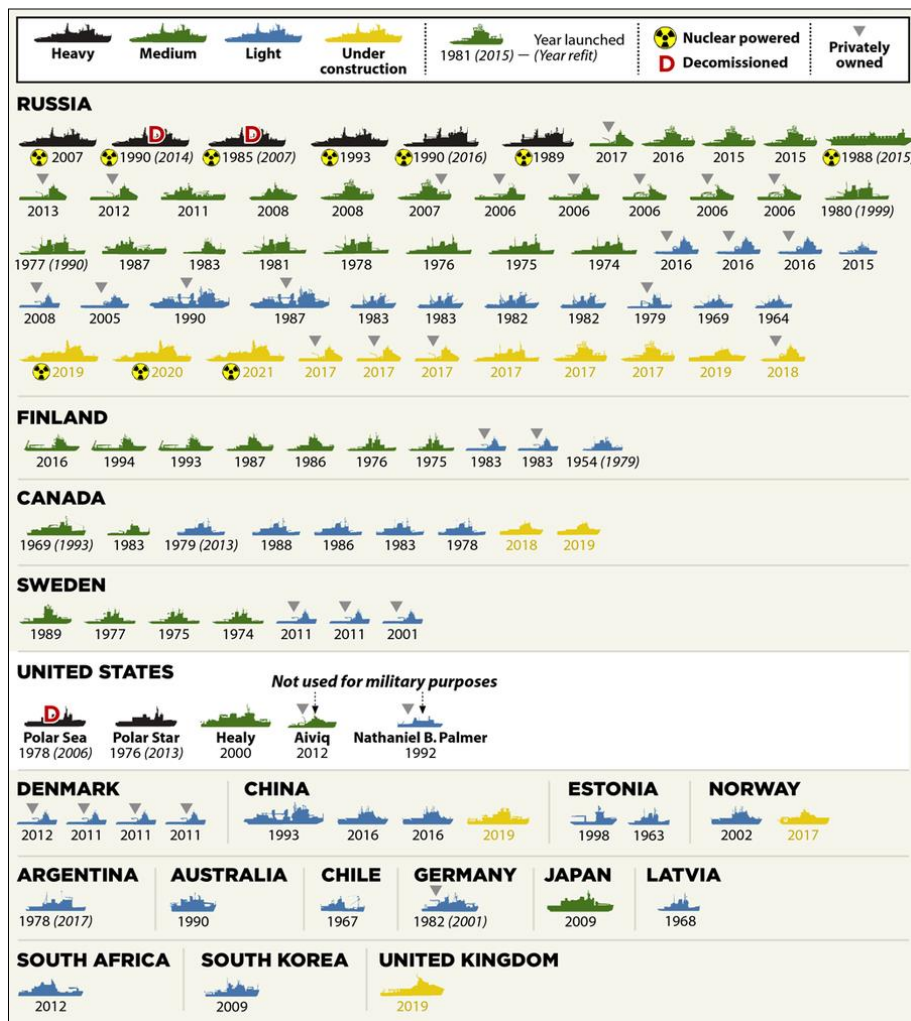 Heavy Medium Light Under construction 1981 (2015) — Year launched (Year refit) Nuclear powered D Decomissioned Privately owned
RUSSIA
D D
2007 1990 (2014) 1985 (2007) 1993 1990 (2016) 1989 2017 2016 2015 2015 1988 (2015
2013 2012 2011 2008 2008 2007 2006 2006 2006 2006 2006 1980 (1999)
1977 (1990) 1987 1983 1981 1978 1976 1975 1974 2016 2016 2016 2015
2008 2005 1990 1987 1983 1983 1982 1982 1979 1969 1964
2019 2020 2021 2017 2017 2017 2017 2017 2017 2019 2018
FINLAND
2016 1994 1993 1987 1986 1976 1975 1983 1983 1954 (1979)
CANADA
1969 (1993) 1983 1979 (2013) 1988 1986 1983 1978 2018 2019
SWEDEN
1989 1977 1975 1974 2011 2011 2001
UNITED STATES
Not used for military purposes
D
Polar Sea Polar Star Healy Aiviq Nathaniel B. Palmer
1978 (2006) 1976 (2013) 2000 2012 1992
DENMARK CHINA ESTONIA NORWAY
2012 2011 2011 2011 1993 2016 2016 2019 1998 1963 2002 2017
ARGENTINA AUSTRALIA CHILE GERMANY JAPAN LATVIA
1978 (2017) 1990 1967 1982 (2001) 2009 1968
SOUTH AFRICA SOUTH KOREA UNITED KINGDOM
2012 2009 2019